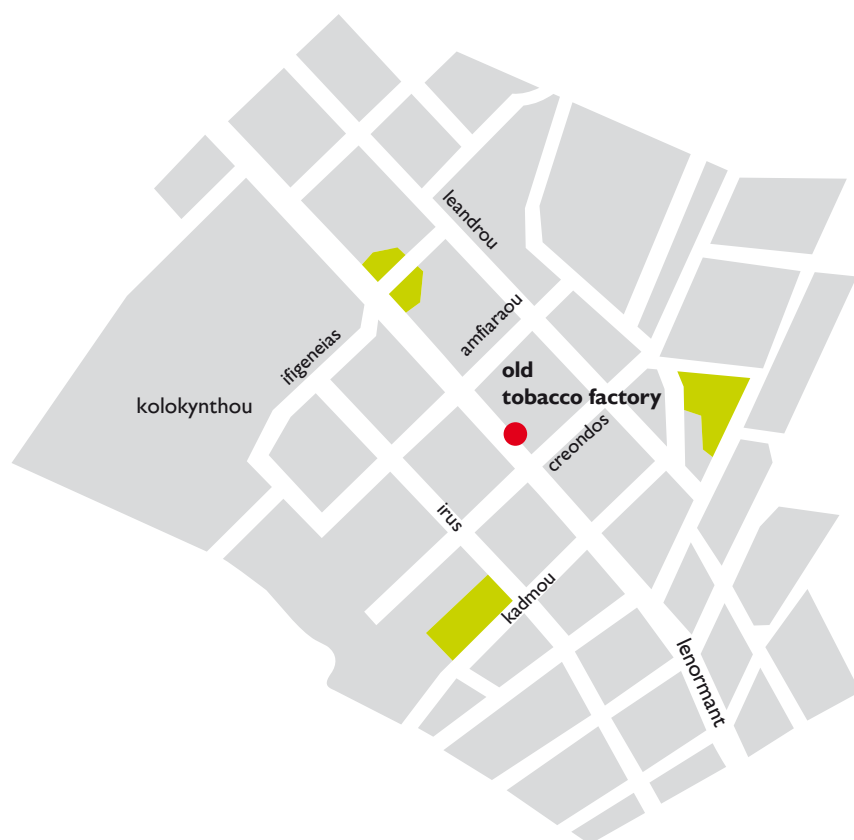 leandrou
amfiaraou
ifigeneias
old
tobacco factory
kolokynthou
creondos
irus
kadmou
lenormant